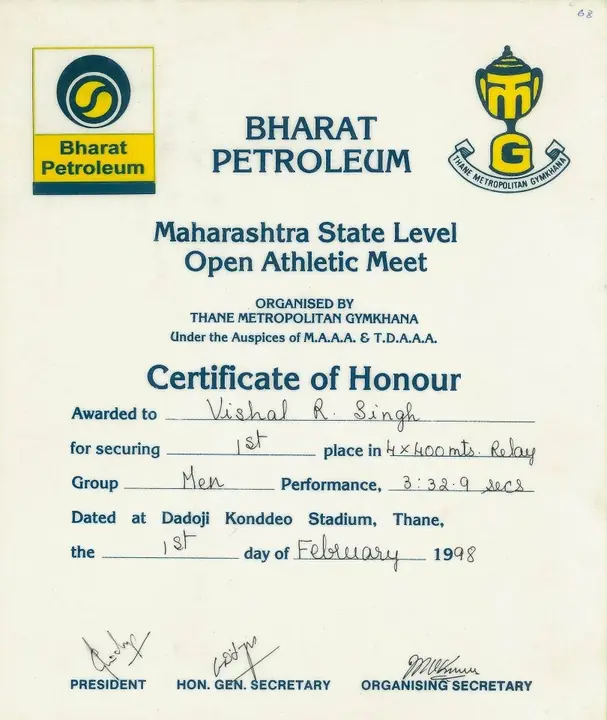 68
Bharat
Petroleum
BHARAT
PETROLEUM
TMG
THANE METROPOLITAN GYMKHANA
Maharashtra State Level
Open Athletic Meet
ORGANISED BY
THANE METROPOLITAN GYMKHANA
Under the Auspices of M.A.A.A. & T.D.A.A.A.
Certificate of Honour
Awarded to Vishal R. Singh
for securing 1st place in 4x400mts. Relay
Group Men Performance, 3:32.9 secs
Dated at Dadoji Konddeo Stadium, Thane,
the 1st day of February 1998
PRESIDENT HON. GEN. SECRETARY ORGANISING SECRETARY